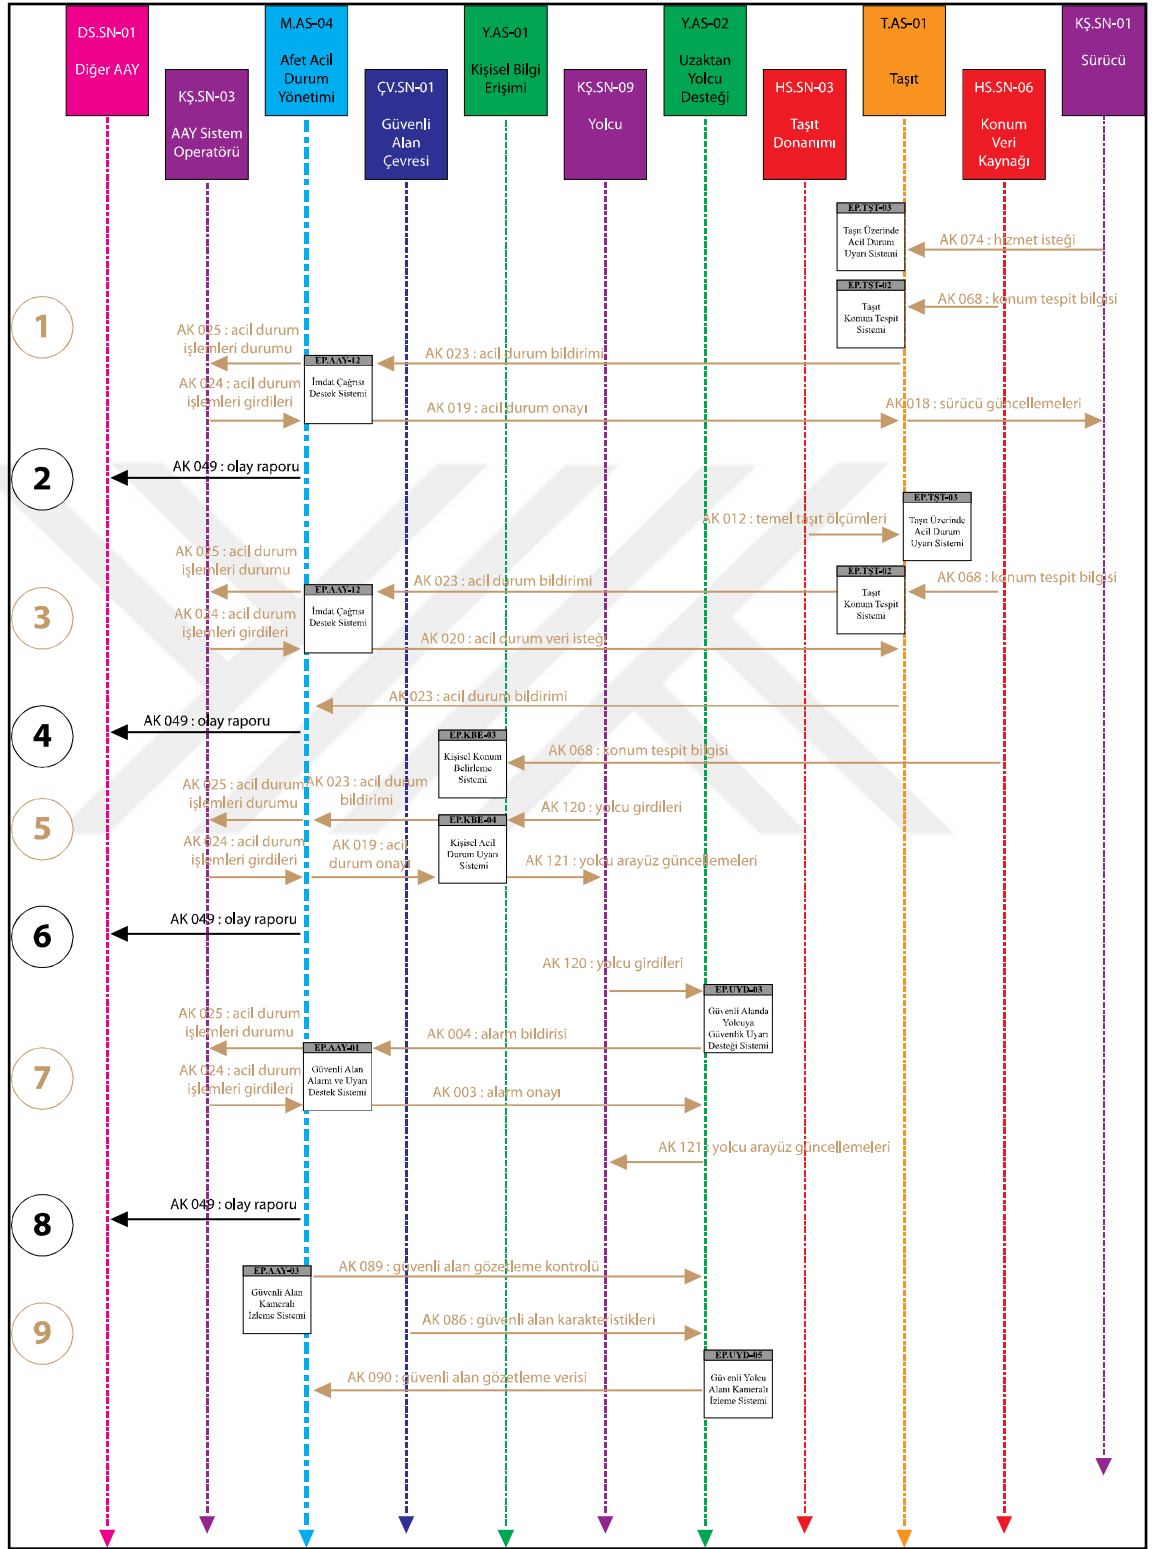 DS.SN-01
Diğer AAY
KŞ.SN-03
AAY Sistem
Operatörü
M.AS-04
Afet Acil
Durum
Yönetimi
ÇV.SN-01
Güvenli
Alan
Çevresi
Y.AS-01
Kişisel Bilgi
Erişimi
KŞ.SN-09
Yolcu
Y.AS-02
Uzaktan
Yolcu
Desteği
HS.SN-03
Taşıt
Donanımı
T.AS-01
Taşıt
HS.SN-06
Konum
Veri
Kaynağı
KŞ.SN-01
Sürücü
EP.TŞT-03
Taşıt Üzerinde
Acil Durum
Uyarı Sistemi
AK 074 : hizmet isteği
EP.TŞT-02
Taşıt
Konum Tespit
Sistemi
AK 068 : konum tespit bilgisi
1
AK 025 : acil durum
işlemleri durumu
EP.AAY-12
İmdat Çağrısı
Destek Sistemi
AK 023 : acil durum bildirimi
AK 024 : acil durum
işlemleri girdileri
AK 019 : acil durum onayı
AK 018 : sürücü güncellemeleri
2
AK 049 : olay raporu
EP.TŞT-03
Taşıt Üzerinde
Acil Durum
Uyarı Sistemi
AK 012 : temel taşıt ölçümleri
3
AK 025 : acil durum
işlemleri durumu
EP.AAY-12
İmdat Çağrısı
Destek Sistemi
AK 023 : acil durum bildirimi
EP.TŞT-02
Taşıt
Konum Tespit
Sistemi
AK 068 : konum tespit bilgisi
AK 024 : acil durum
işlemleri girdileri
AK 020 : acil durum veri isteği
AK 023 : acil durum bildirimi
4
AK 049 : olay raporu
EP.KBE-03
Kişisel Konum
Belirleme
Sistemi
AK 068 : konum tespit bilgisi
5
AK 025 : acil durum
işlemleri durumu
AK 023 : acil durum
bildirimi
EP.KBE-04
Kişisel Acil
Durum Uyarı
Sistemi
AK 120 : yolcu girdileri
AK 024 : acil durum
işlemleri girdileri
AK 019 : acil
durum onayı
AK 121 : yolcu arayüz güncellemeleri
6
AK 049 : olay raporu
AK 120 : yolcu girdileri
EP.UYD-03
Güvenli Alanda
Yolcuya
Güvenlik Uyarı
Desteği Sistemi
7
AK 025 : acil durum
işlemleri durumu
AK 004 : alarm bildirisi
EP.AAY-01
Güvenli Alan
Alarm ve Uyarı
Destek Sistemi
AK 024 : acil durum
işlemleri girdileri
AK 003 : alarm onayı
AK 121 : yolcu arayüz güncellemeleri
8
AK 049 : olay raporu
EP.AAY-03
Güvenli Alan
Kameralı
İzleme Sistemi
AK 089 : güvenli alan gözetleme kontrolü
9
AK 086 : güvenli alan karakteristikleri
EP.UYD-05
Güvenli Yolcu
Alanı Kameralı
İzleme Sistemi
AK 090 : güvenli alan gözetleme verisi